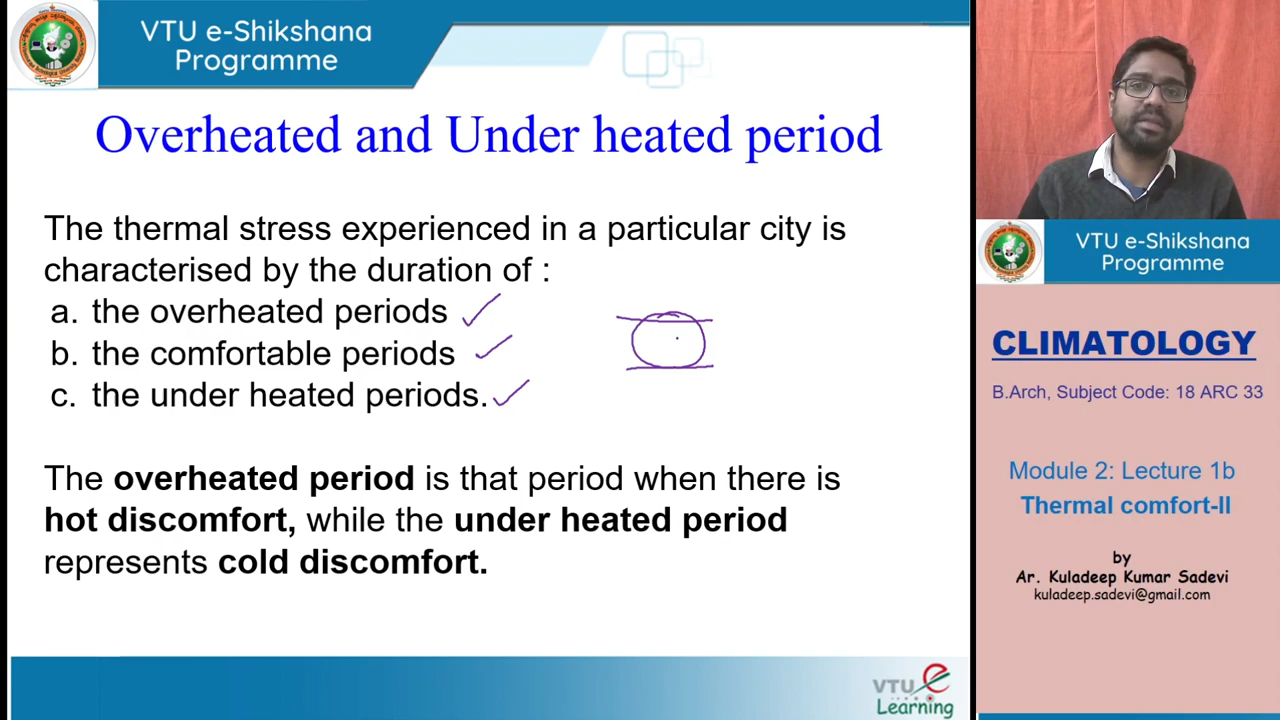 VTU e-Shikshana
Programme
Overheated and Under heated period
The thermal stress experienced in a particular city is
characterised by the duration of :
a. the overheated periods
b. the comfortable periods
c. the under heated periods.
The overheated period is that period when there is
hot discomfort, while the under heated period
represents cold discomfort.
VTU e
Learning
VTU e-Shikshana
Programme
CLIMATOLOGY
B.Arch, Subject Code: 18 ARC 33
Module 2: Lecture 1b
Thermal comfort-II
by
Ar. Kuladeep Kumar Sadevi
kuladeep.sadevi@gmail.com